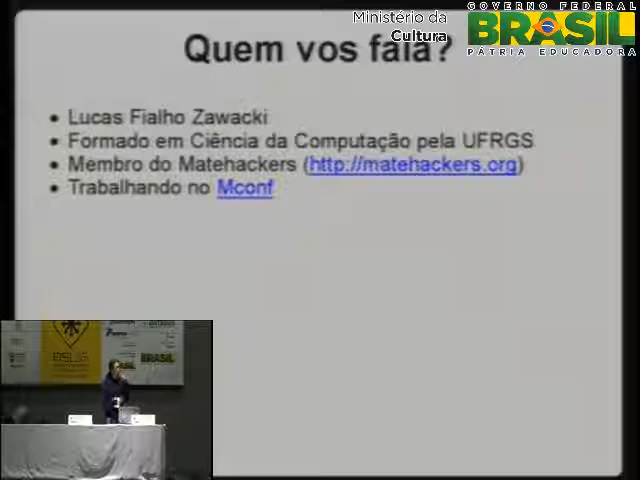 GOVERNO FEDERAL
Ministério da
Cultura
BRASIL
PÁTRIA EDUCADORA
Quem vos fala?
Lucas Fialho Zawacki
Formado em Ciência da Computação pela UFRGS
Membro do Matehackers (http://matehackers.org)
Trabalhando no Mconf
BRASIL